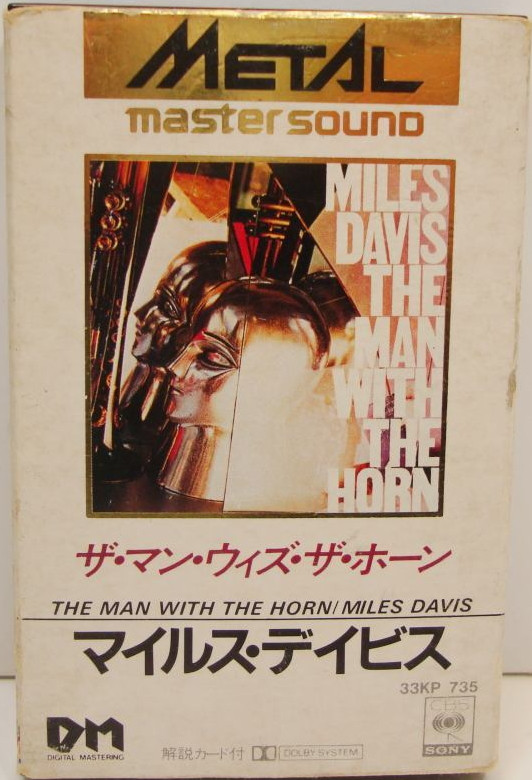 METAL
master sound
MILES
DAVIS
THE
MAN
WITH
THE
HORN
ザ・マン・ウィズ・ザ・ホーン
THE MAN WITH THE HORN/MILES DAVIS
マイルス・デイビス
33KP 735
CBS
SONY
DM
DIGITAL MASTERING
解説カード付 DOLBY SYSTEM